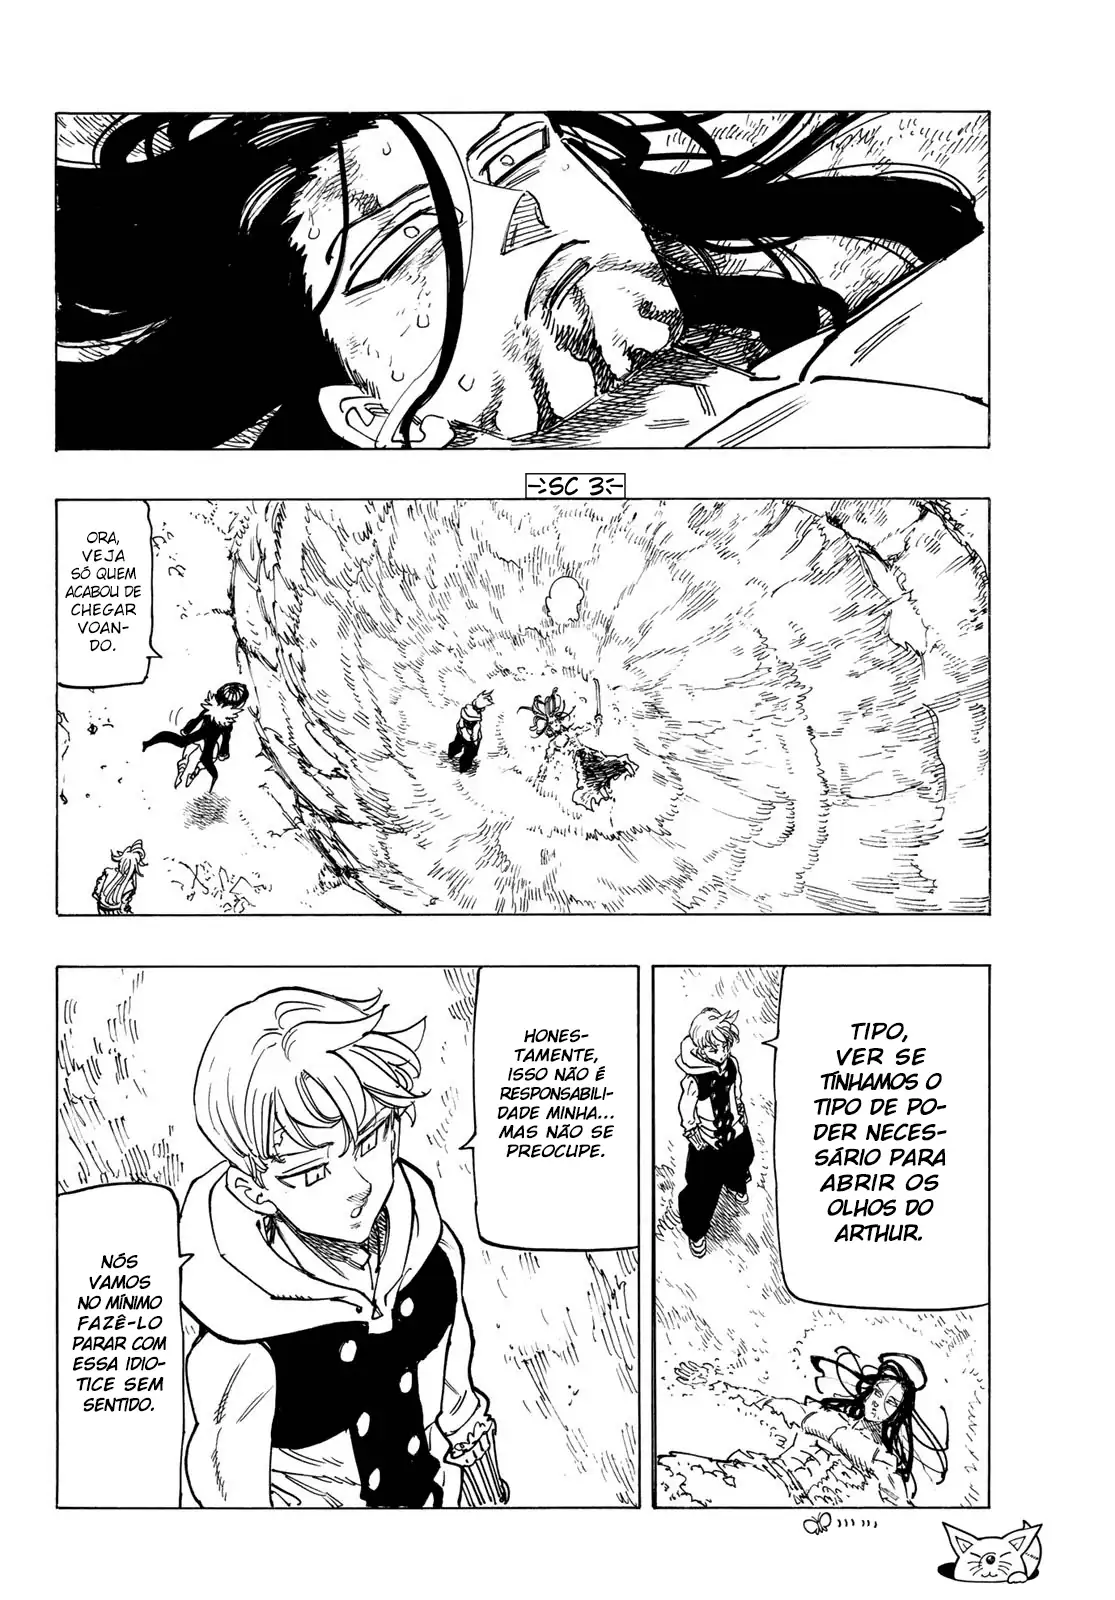 SC 3
ORA,
VEJA
SÓ QUEM
ACABOU DE
CHEGAR
VOAN-
DO.
TIPO,
VER SE
TÍNHAMOS O
TIPO DE PO-
DER NECES-
SÁRIO PARA
ABRIR OS
OLHOS DO
ARTHUR.
HONES-
TAMENTE,
ISSO NÃO É
RESPONSABILI-
DADE MINHA...
MAS NÃO SE
PREOCUPE.
NÓS
VAMOS
NO MÍNIMO
FAZÊ-LO
PARAR COM
ESSA IDIO-
TICE SEM
SENTIDO.